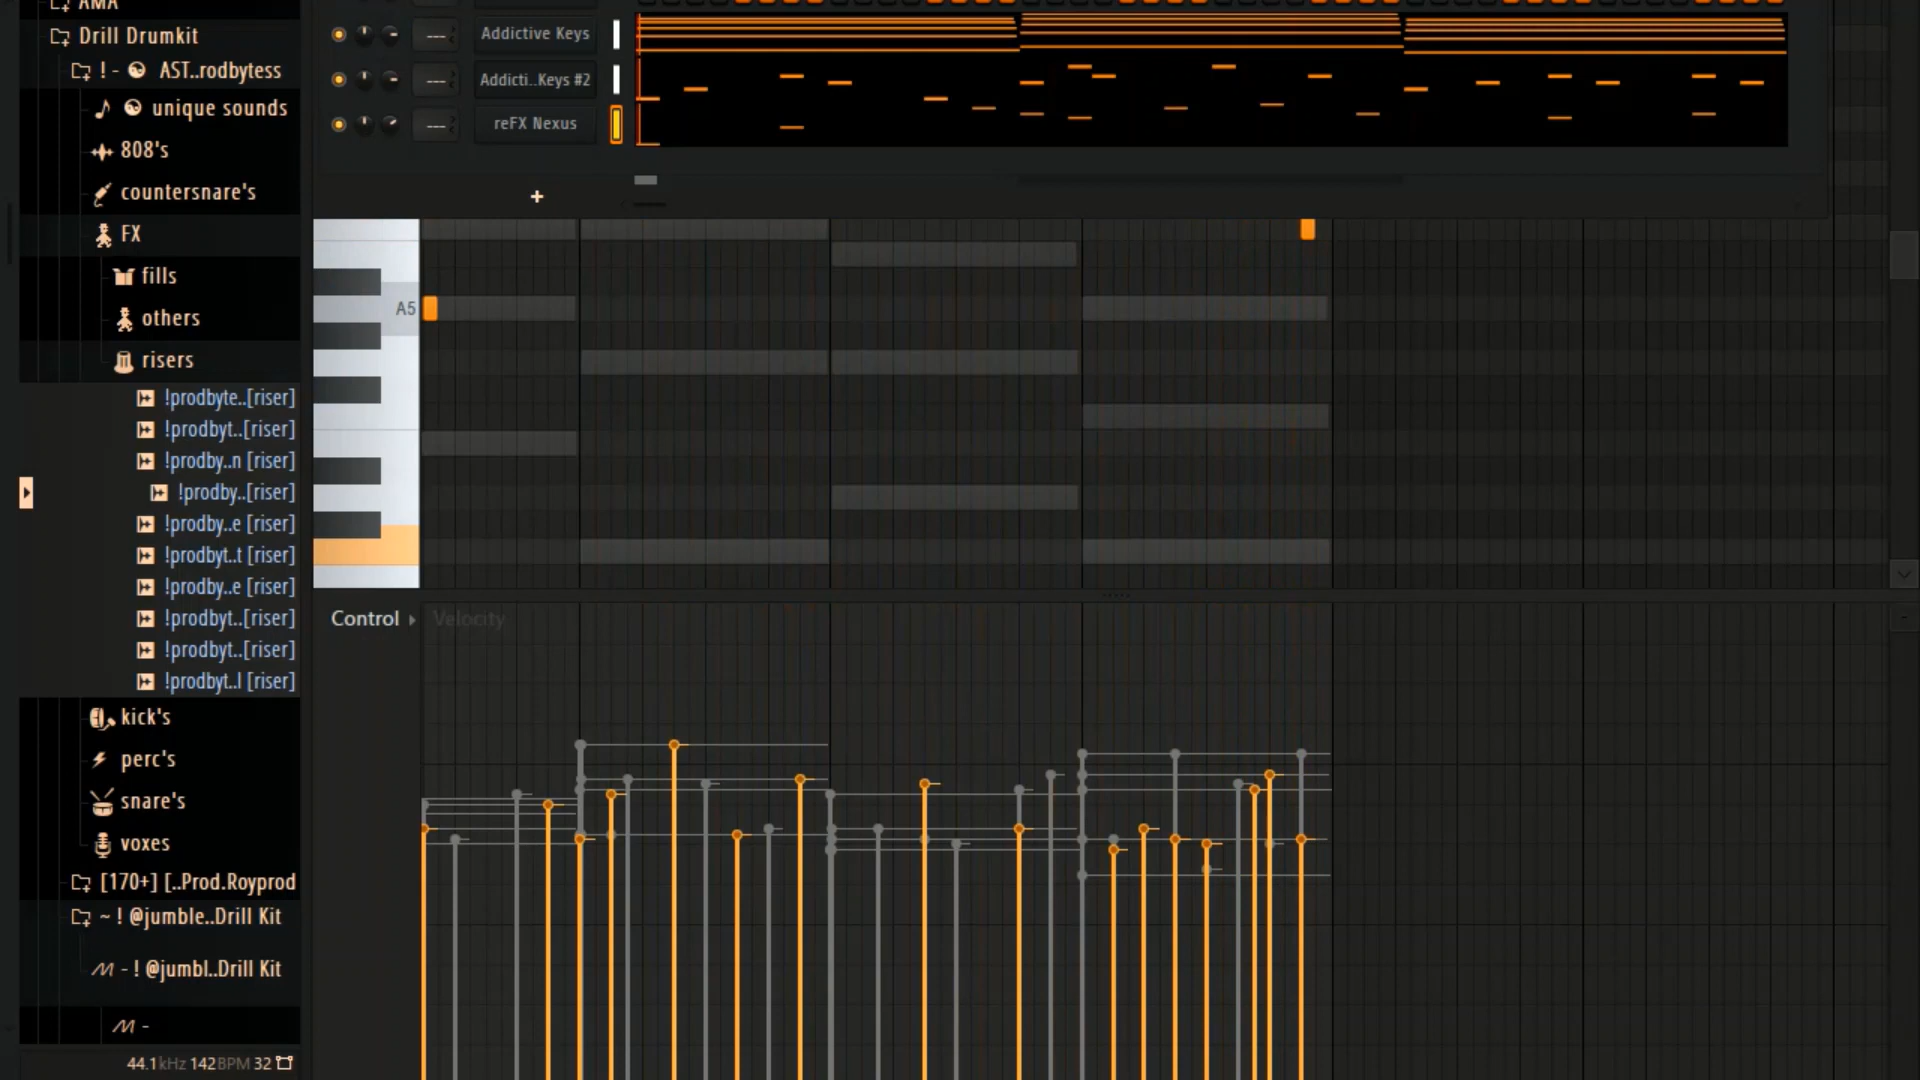 AMA
Drill Drumkit
! - AST..rodbytess
unique sounds
808's
countersnare's
FX
fills
others
risers
!prodbyte..[riser]
!prodbyt..[riser]
!prodby..n [riser]
!prodby..[riser]
!prodby..e [riser]
!prodbyt..t [riser]
!prodby..e [riser]
!prodbyt..[riser]
!prodbyt..[riser]
!prodbyt..l [riser]
kick's
perc's
snare's
voxes
[170+] [..Prod.Royprod
~ ! @jumble..Drill Kit
- ! @jumbl..Drill Kit
-
44.1kHz 142BPM 32
--- Addictive Keys
--- Addicti..Keys #2
--- reFX Nexus
+
A5
Control Velocity